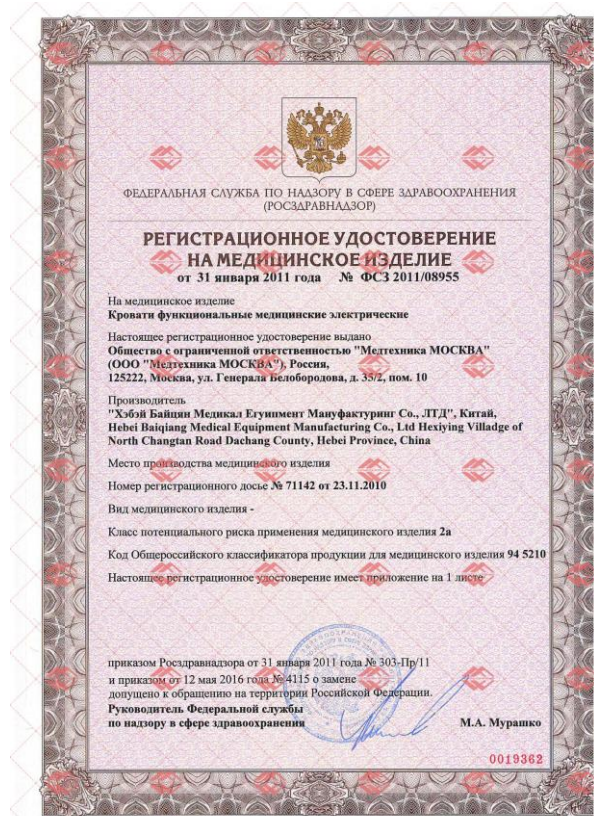 ФЕДЕРАЛЬНАЯ СЛУЖБА ПО НАДЗОРУ В СФЕРЕ ЗДРАВООХРАНЕНИЯ
(РОСЗДРАВНАДЗОР)
РЕГИСТРАЦИОННОЕ УДОСТОВЕРЕНИЕ
НА МЕДИЦИНСКОЕ ИЗДЕЛИЕ
от 31 января 2011 года № ФСЗ 2011/08955
На медицинское изделие
Кровати функциональные медицинские электрические
Настоящее регистрационное удостоверение выдано
Общество с ограниченной ответственностью "Медтехника МОСКВА"
(ООО "Медтехника МОСКВА"), Россия,
125222, Москва, ул. Генерала Белобородова, д. 35/2, пом. 10
Производитель
"Хэбэй Байцян Медикал Егуипмент Мануфактуринг Со., ЛТД", Китай,
Hebei Baiqiang Medical Equipment Manufacturing Co., Ltd Hexiying Villadge of
North Changtan Road Dachang County, Hebei Province, China
Место производства медицинского изделия
Номер регистрационного досье № 71142 от 23.11.2010
Вид медицинского изделия -
Класс потенциального риска применения медицинского изделия 2а
Код Общероссийского классификатора продукции для медицинского изделия 94 5210
Настоящее регистрационное удостоверение имеет приложение на 1 листе
приказом Росздравнадзора от 31 января 2011 года № 303-Пр/11
и приказом от 12 мая 2016 года № 4115 о замене
допущено к обращению на территории Российской Федерации.
Руководитель Федеральной службы
по надзору в сфере здравоохранения
М.А. Мурашко
0019362